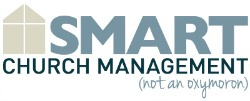 SMART
CHURCH MANAGEMENT
(not an oxymoron)